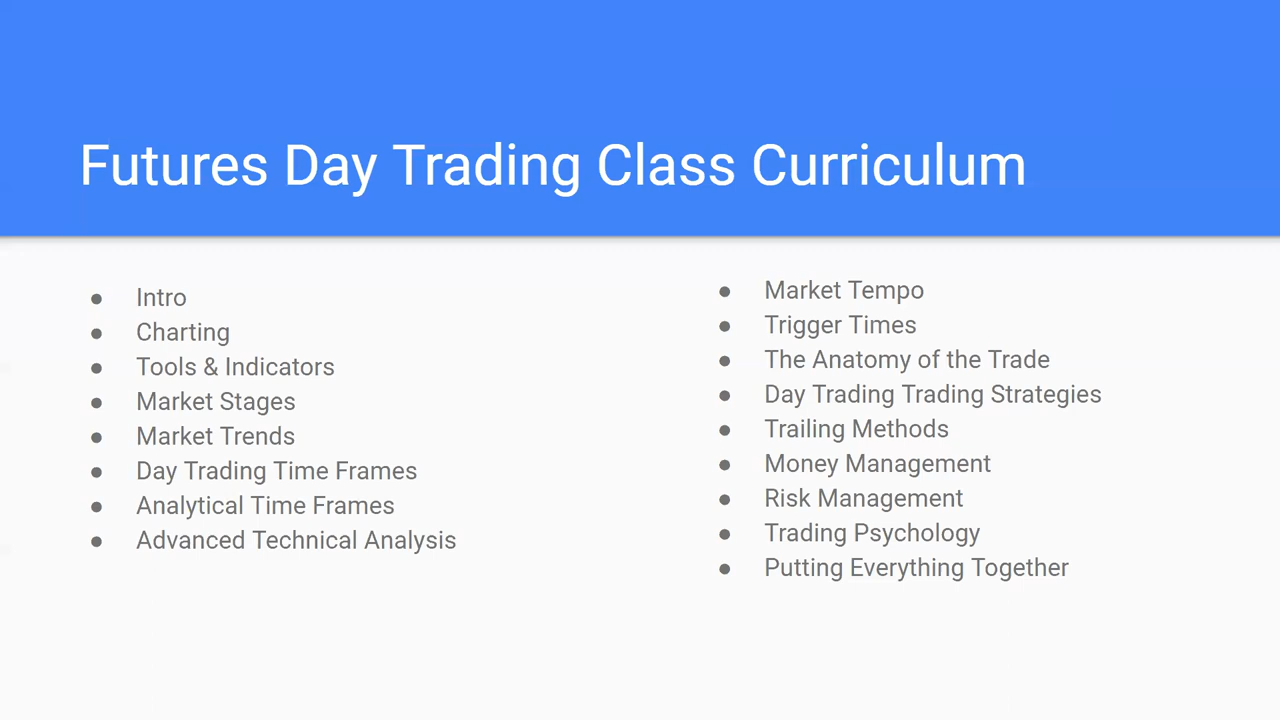 Futures Day Trading Class Curriculum
● Intro
● Charting
● Tools & Indicators
● Market Stages
● Market Trends
● Day Trading Time Frames
● Analytical Time Frames
● Advanced Technical Analysis
● Market Tempo
● Trigger Times
● The Anatomy of the Trade
● Day Trading Trading Strategies
● Trailing Methods
● Money Management
● Risk Management
● Trading Psychology
● Putting Everything Together